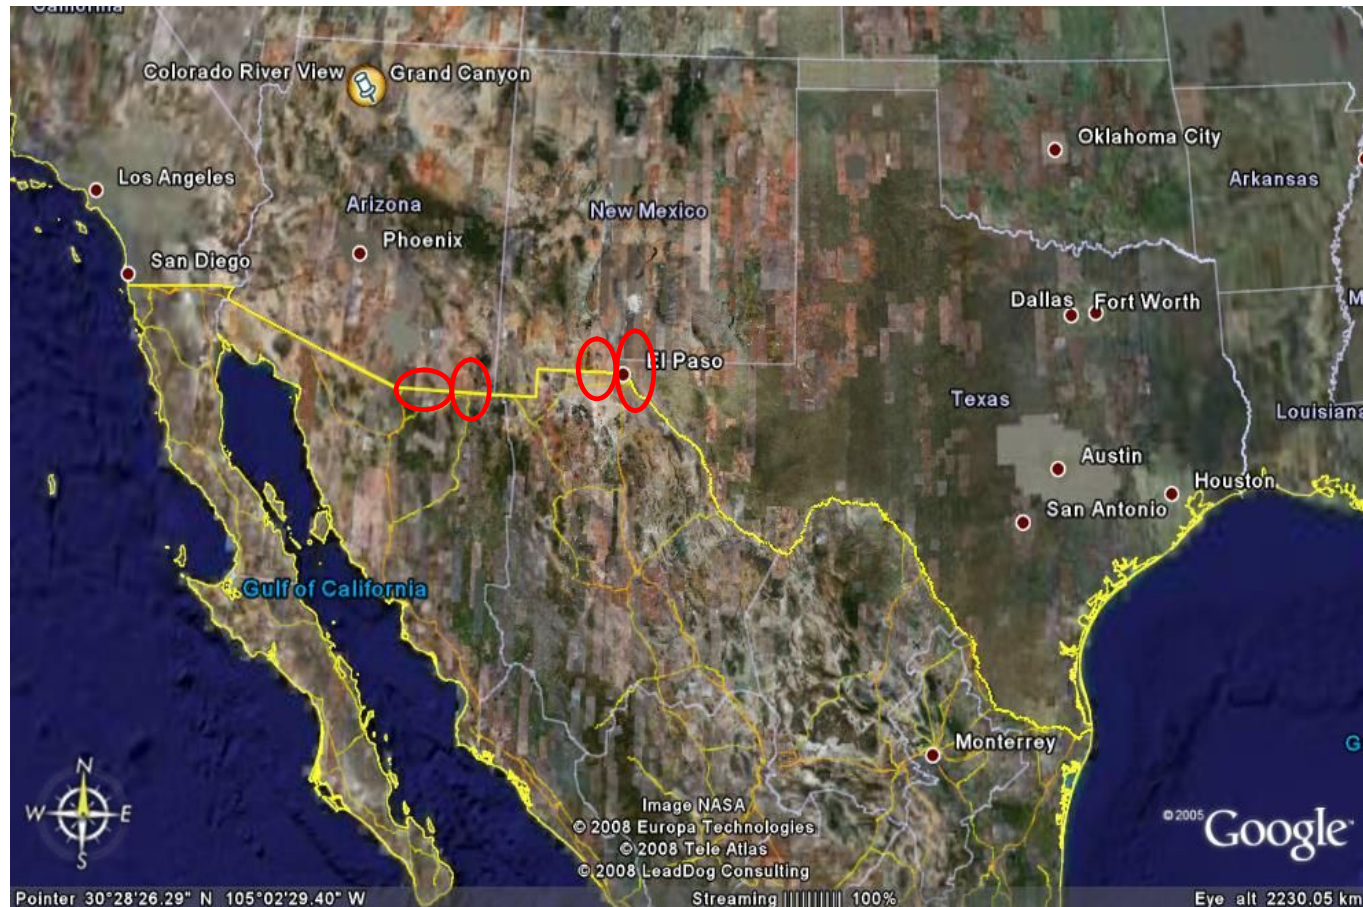 California
Colorado River View
Grand Canyon
Oklahoma City
Los Angeles
Arkansas
Arizona
New Mexico
Phoenix
San Diego
Dallas
Fort Worth
M
El Paso
Texas
Louisiana
Austin
Houston
San Antonio
Gulf of California
Monterrey
G
N
W
E
S
Image NASA
© 2008 Europa Technologies
© 2008 Tele Atlas
© 2008 LeadDog Consulting
© 2005 Google™
Pointer 30°28'26.29" N 105°02'29.40" W
Streaming ||||||||| 100%
Eye alt 2230.05 km